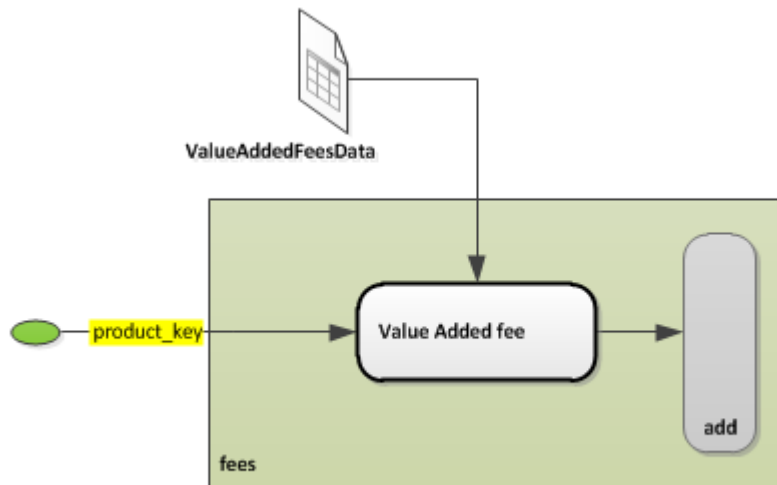 ValueAddedFeesData
product_key
Value Added fee
add
fees